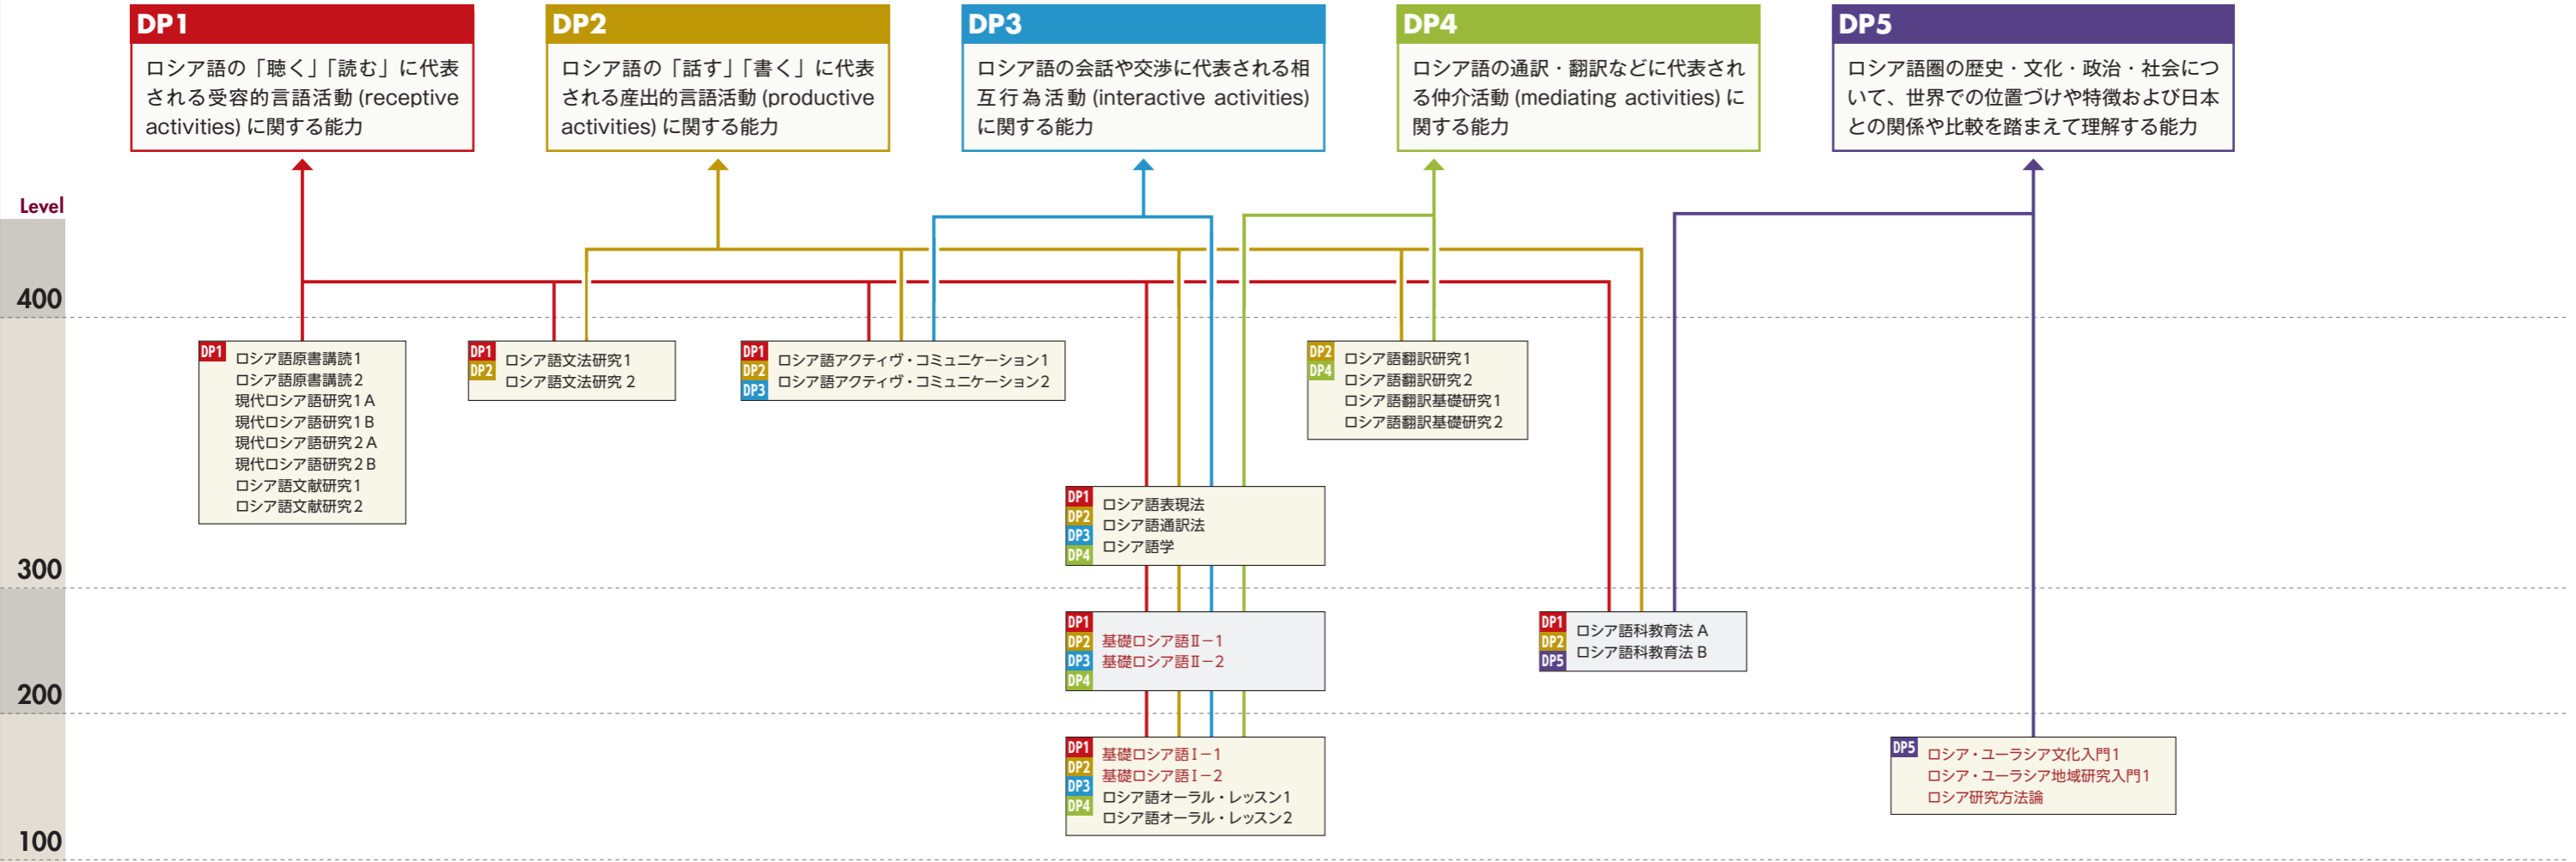 DP1
ロシア語の「聴く」「読む」に代表
される受容的言語活動 (receptive
activities) に関する能力
DP2
ロシア語の「話す」「書く」に代表
される産出的言語活動 (productive
activities) に関する能力
DP3
ロシア語の会話や交渉に代表される相
互行為活動 (interactive activities)
に関する能力
DP4
ロシア語の通訳・翻訳などに代表され
る仲介活動 (mediating activities) に
関する能力
DP5
ロシア語圏の歴史・文化・政治・社会につ
いて、世界での位置づけや特徴および日本
との関係や比較を踏まえて理解する能力
Level
400
DP1
ロシア語原書講読1
ロシア語原書講読2
現代ロシア語研究1A
現代ロシア語研究1B
現代ロシア語研究2A
現代ロシア語研究2B
ロシア語文献研究1
ロシア語文献研究2
DP1
DP2
ロシア語文法研究1
ロシア語文法研究 2
DP1
DP2
DP3
ロシア語アクティヴ・コミュニケーション1
ロシア語アクティヴ・コミュニケーション2
DP2
DP4
ロシア語翻訳研究1
ロシア語翻訳研究2
ロシア語翻訳基礎研究1
ロシア語翻訳基礎研究2
DP1
DP2
DP3
DP4
ロシア語表現法
ロシア語通訳法
ロシア語学
300
DP1
DP2
DP3
DP4
基礎ロシア語Ⅱ－1
基礎ロシア語Ⅱ－2
DP1
DP2
DP5
ロシア語科教育法 A
ロシア語科教育法 B
200
DP1
DP2
DP3
DP4
基礎ロシア語Ⅰ－1
基礎ロシア語Ⅰ－2
ロシア語オーラル・レッスン1
ロシア語オーラル・レッスン2
DP5
ロシア・ユーラシア文化入門1
ロシア・ユーラシア地域研究入門1
ロシア研究方法論
100